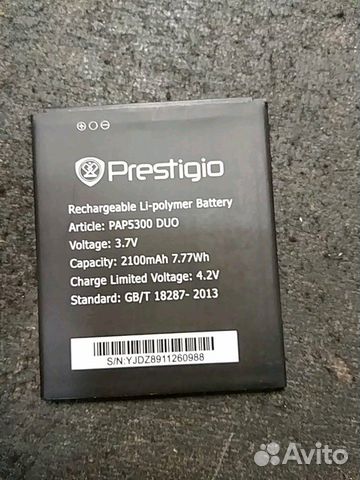 Prestigio
Rechargeable Li-polymer Battery
Article: PAP5300 DUO
Voltage: 3.7V
Capacity: 2100mAh 7.77Wh
Charge Limited Voltage: 4.2V
Standard: GB/T 18287- 2013
S/N:YJDZ8911260988
Avito